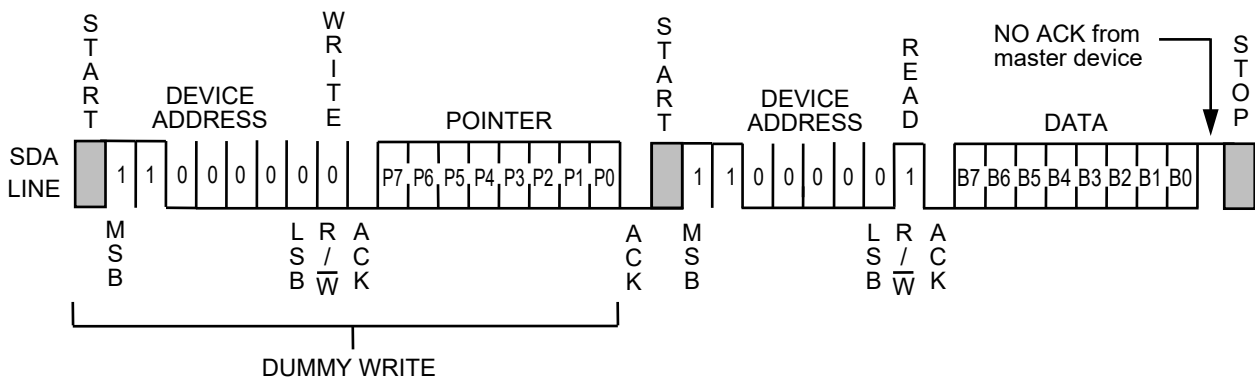 START
WRITE
START
READ
NO ACK from
master device
STOP
DEVICE
ADDRESS
POINTER
DEVICE
ADDRESS
DATA
SDA
LINE
1 1 0 0 0 0 0 0 P7 P6 P5 P4 P3 P2 P1 P0 1 1 0 0 0 0 0 1 B7 B6 B5 B4 B3 B2 B1 B0
MSB
LSB
R/W
ACK
ACK
MSB
LSB
R/W
ACK
DUMMY WRITE